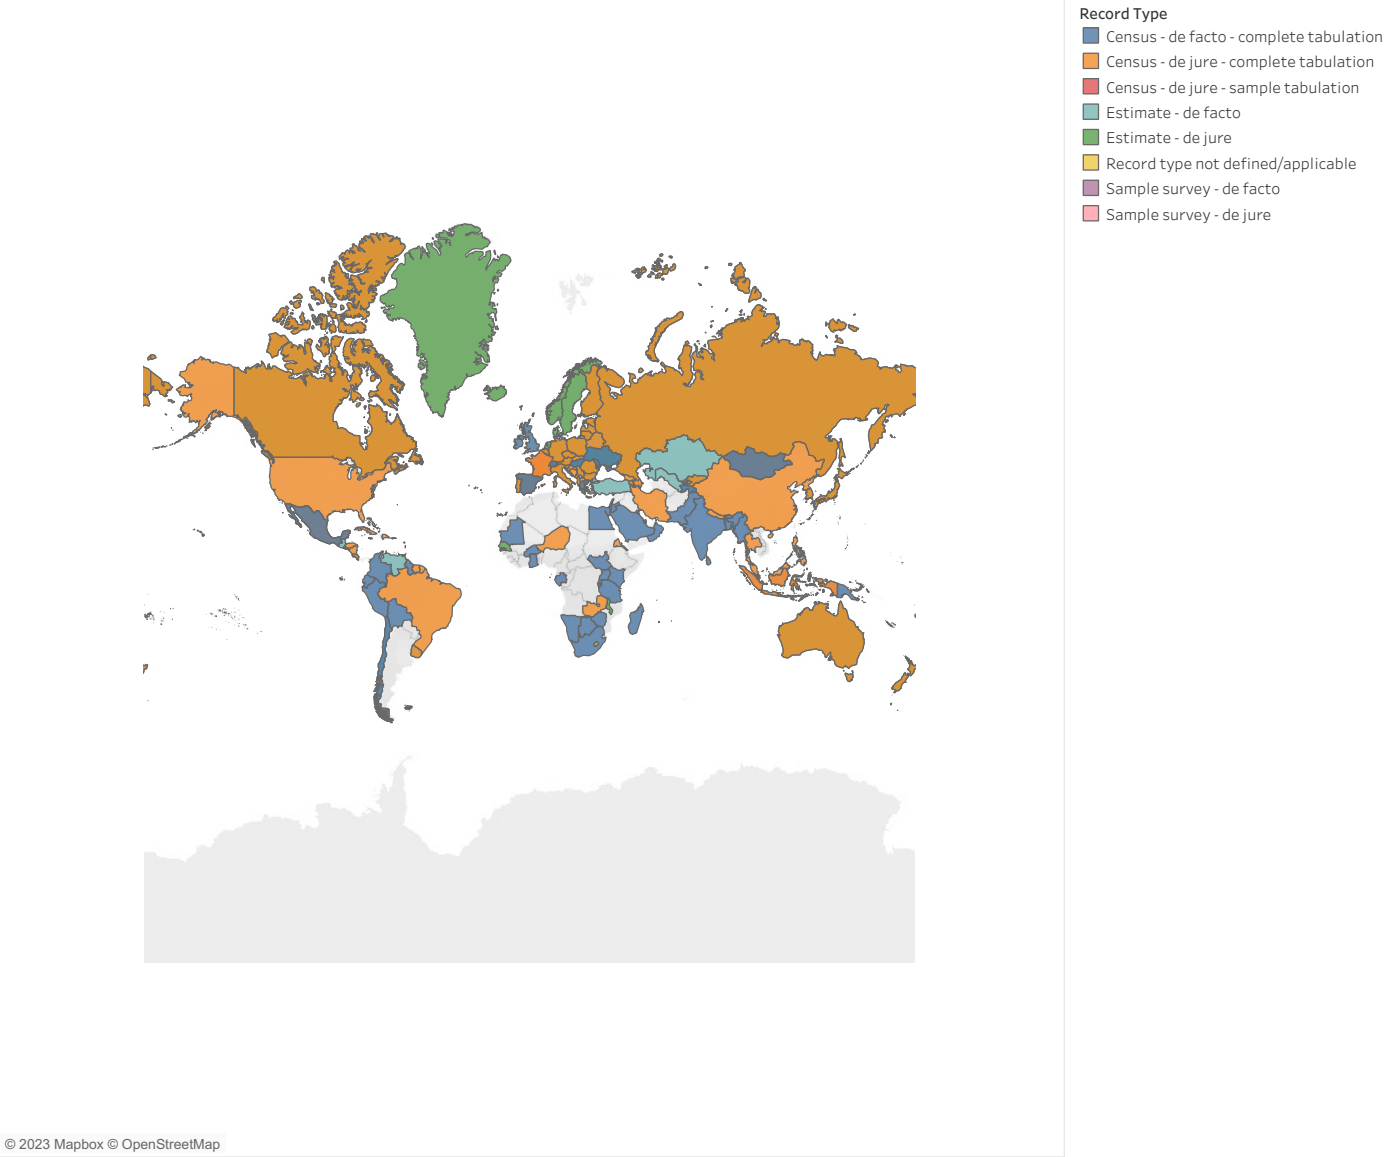 Record Type
Census - de facto - complete tabulation
Census - de jure - complete tabulation
Census - de jure - sample tabulation
Estimate - de facto
Estimate - de jure
Record type not defined/applicable
Sample survey - de facto
Sample survey - de jure
© 2023 Mapbox © OpenStreetMap